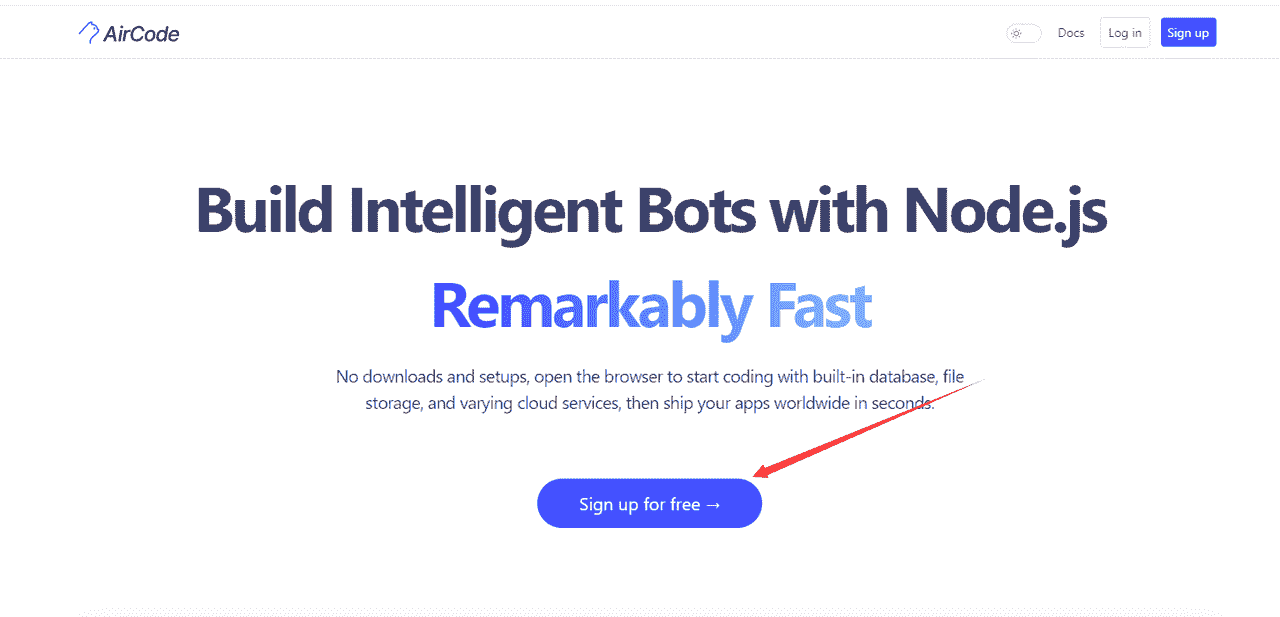 AirCode
Docs
Log in
Sign up
Build Intelligent Bots with Node.js
Remarkably Fast
No downloads and setups, open the browser to start coding with built-in database, file
storage, and varying cloud services, then ship your apps worldwide in seconds.
Sign up for free →